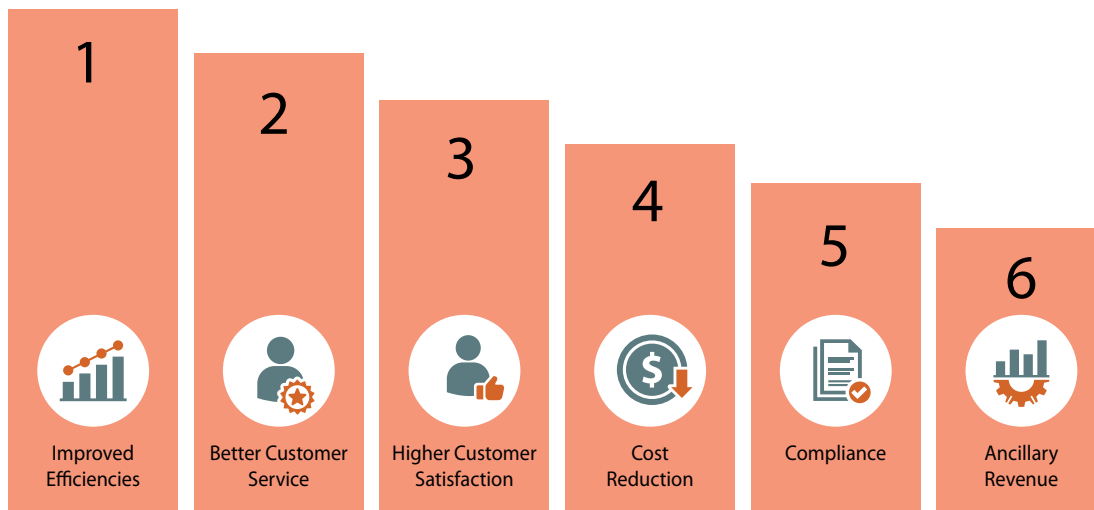 1
2
3
4
5
6
$
Improved
Efficiencies
Better Customer
Service
Higher Customer
Satisfaction
Cost
Reduction
Compliance
Ancillary
Revenue